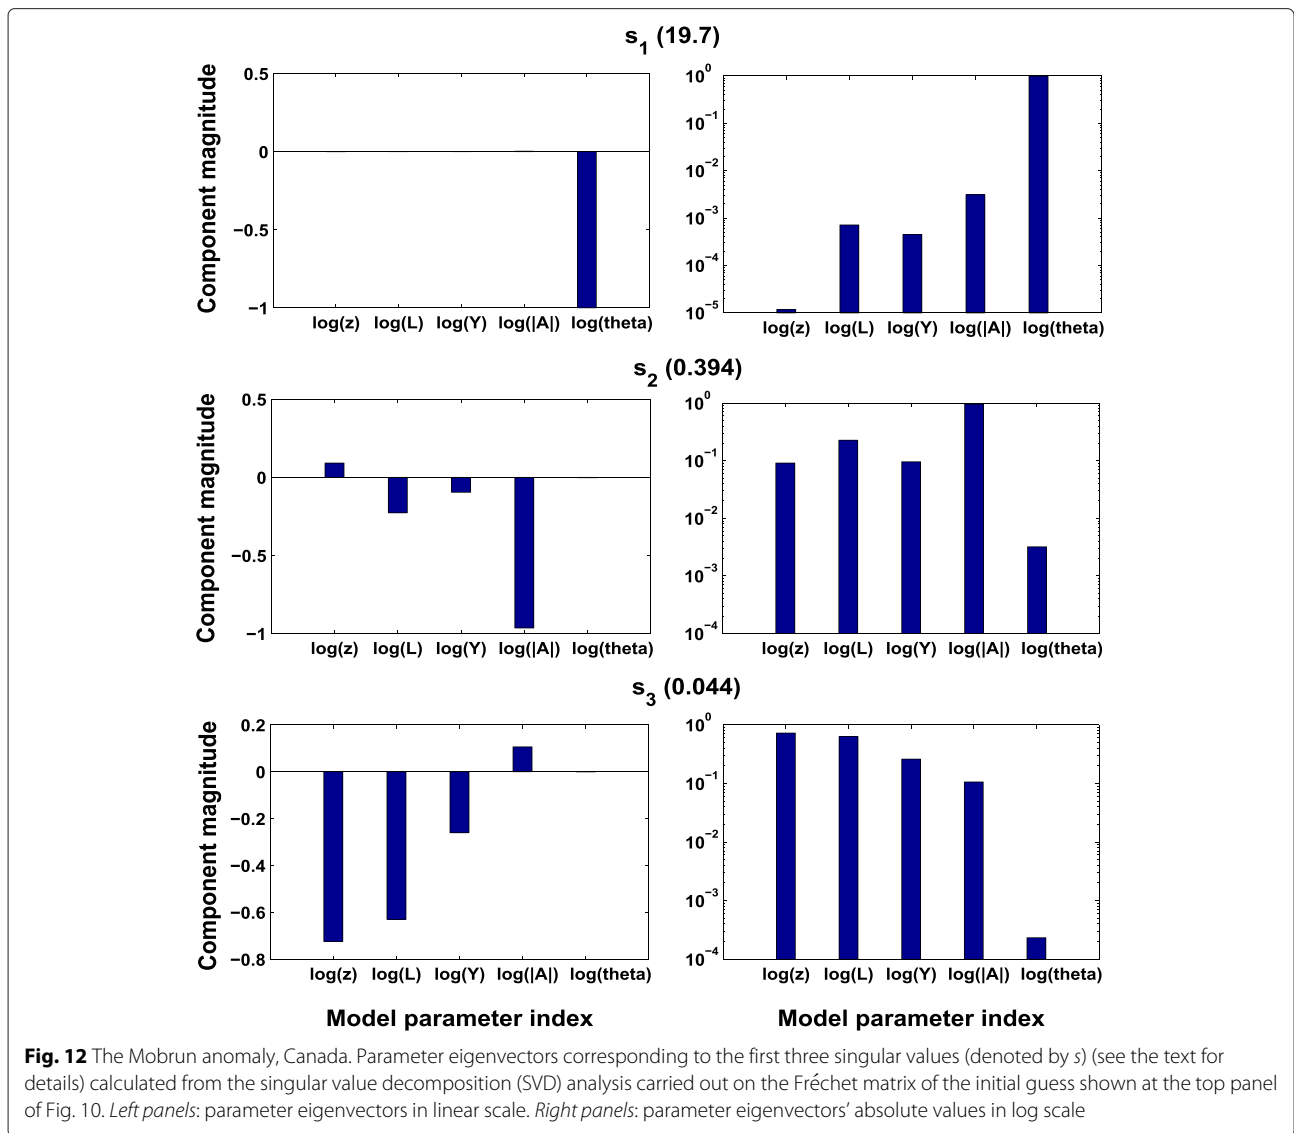 s1 (19.7)
Component magnitude
0.5
0
−0.5
−1
log(z) log(L) log(Y) log(|A|) log(theta)
10^0
10^−1
10^−2
10^−3
10^−4
10^−5
log(z) log(L) log(Y) log(|A|) log(theta)
s2 (0.394)
Component magnitude
0.5
0
−0.5
−1
log(z) log(L) log(Y) log(|A|) log(theta)
10^0
10^−1
10^−2
10^−3
10^−4
log(z) log(L) log(Y) log(|A|) log(theta)
s3 (0.044)
Component magnitude
0.2
0
−0.2
−0.4
−0.6
−0.8
log(z) log(L) log(Y) log(|A|) log(theta)
Model parameter index
10^0
10^−1
10^−2
10^−3
10^−4
log(z) log(L) log(Y) log(|A|) log(theta)
Model parameter index
Fig. 12 The Mobrun anomaly, Canada. Parameter eigenvectors corresponding to the first three singular values (denoted by s) (see the text for
details) calculated from the singular value decomposition (SVD) analysis carried out on the Fréchet matrix of the initial guess shown at the top panel
of Fig. 10. Left panels: parameter eigenvectors in linear scale. Right panels: parameter eigenvectors' absolute values in log scale